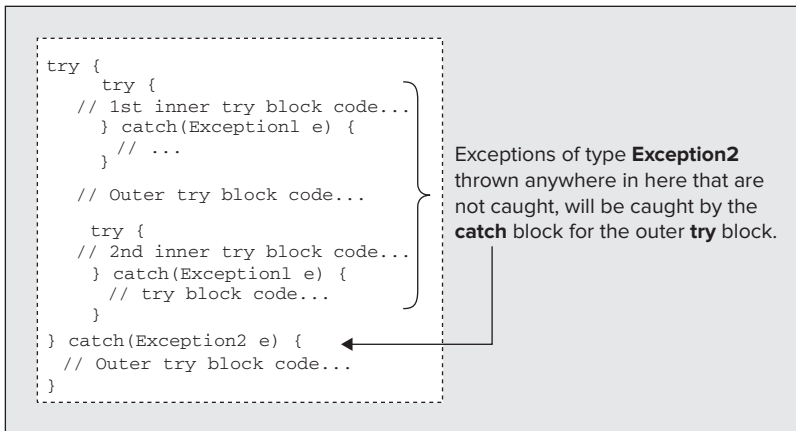 try {
try {
// 1st inner try block code...
} catch(Exception1 e) {
// ...
}
// Outer try block code...
try {
// 2nd inner try block code...
} catch(Exception1 e) {
// try block code...
}
} catch(Exception2 e) {
// Outer try block code...
}
Exceptions of type Exception2
thrown anywhere in here that are
not caught, will be caught by the
catch block for the outer try block.